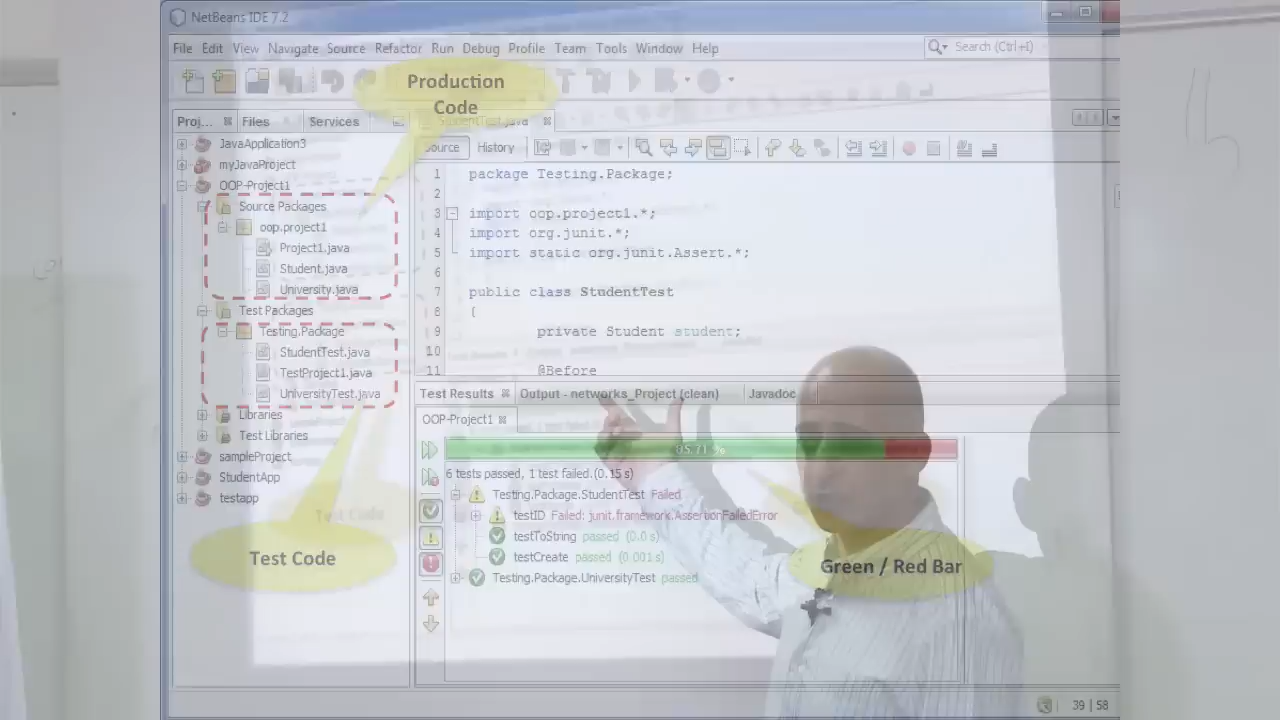 NetBeans IDE 7.2
File Edit View Navigate Source Refactor Run Debug Profile Team Tools Window Help
Search (Ctrl+I)
Production
Code
Proj...
Files
Services
StudentTest.java
Source
History
JavaApplication3
myJavaProject
OOP-Project1
Source Packages
oop.project1
Project1.java
Student.java
University.java
Test Packages
Testing.Package
StudentTest.java
TestProject1.java
UniversityTest.java
Libraries
Test Libraries
sampleProject
StudentApp
testapp
Test Code
Test Code
1 package Testing.Package;
2
3 import oop.project1.*;
4 import org.junit.*;
5 import static org.junit.Assert.*;
6
7 public class StudentTest
8 {
9 private Student student;
10
11 @Before
Test Results
Output - networks_Project (clean)
Javadoc
OOP-Project1
85.71 %
6 tests passed, 1 test failed.(0.15 s)
Testing.Package.StudentTest Failed
testID Failed: junit.framework.AssertionFailedError
testToString passed (0.0 s)
testCreate passed (0.001 s)
Testing.Package.UniversityTest passed
Green / Red Bar
39 | 58